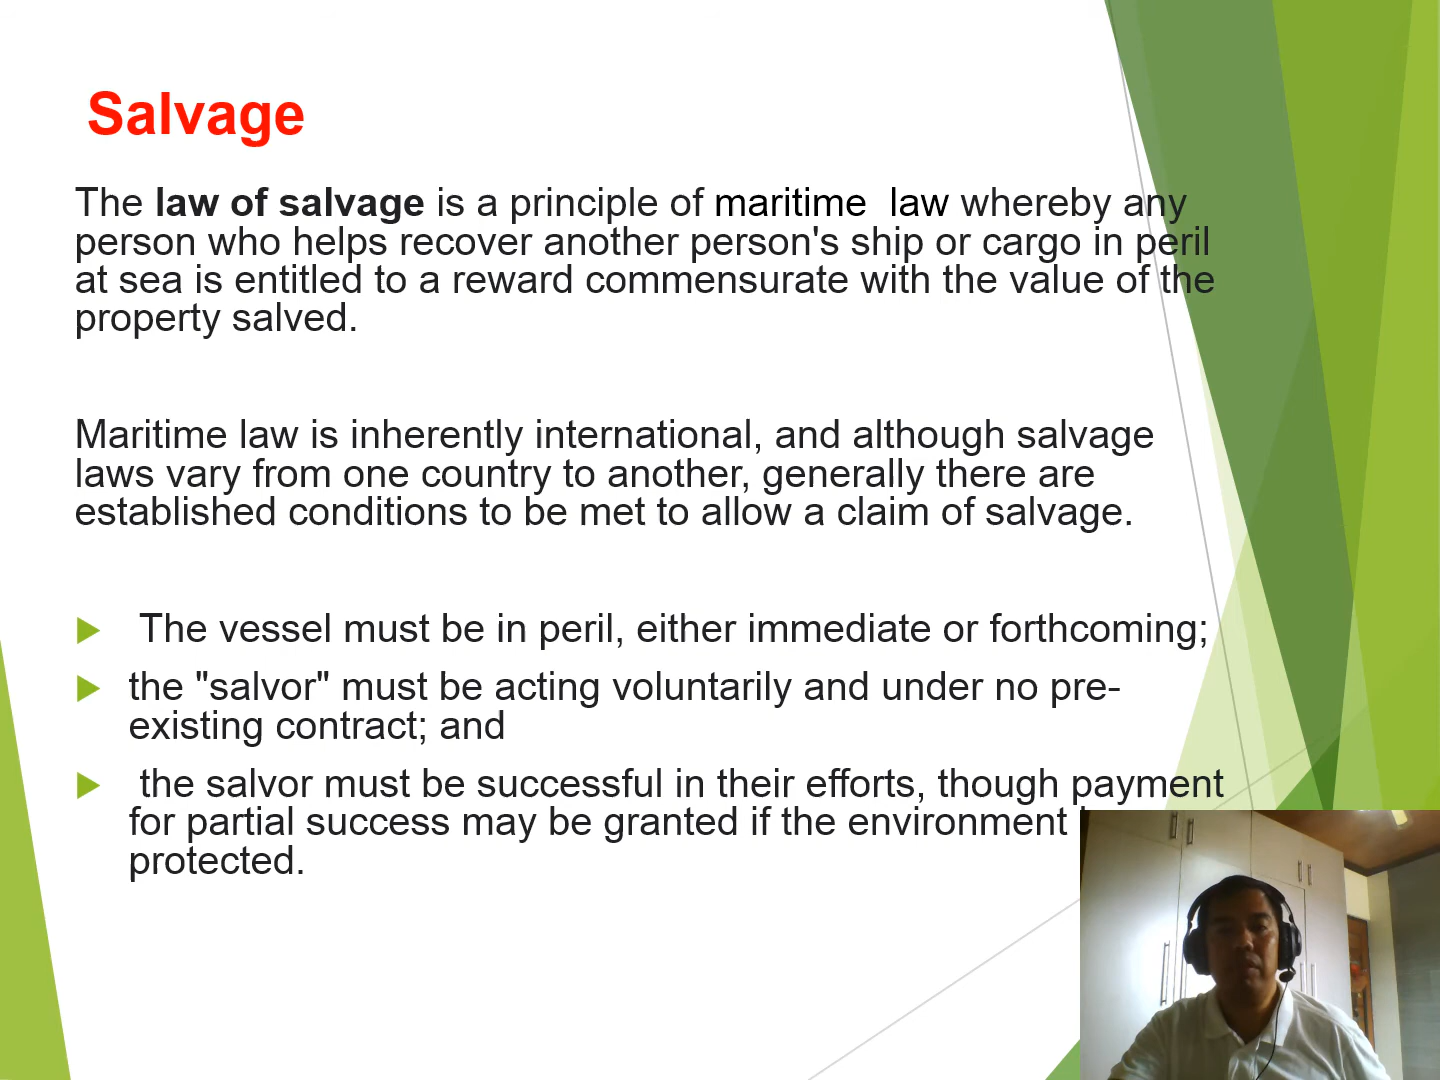 Salvage
The law of salvage is a principle of maritime  law whereby any
person who helps recover another person's ship or cargo in peril
at sea is entitled to a reward commensurate with the value of the
property salved.
Maritime law is inherently international, and although salvage
laws vary from one country to another, generally there are
established conditions to be met to allow a claim of salvage.
The vessel must be in peril, either immediate or forthcoming;
the "salvor" must be acting voluntarily and under no pre-
existing contract; and
the salvor must be successful in their efforts, though payment
for partial success may be granted if the environment
protected.